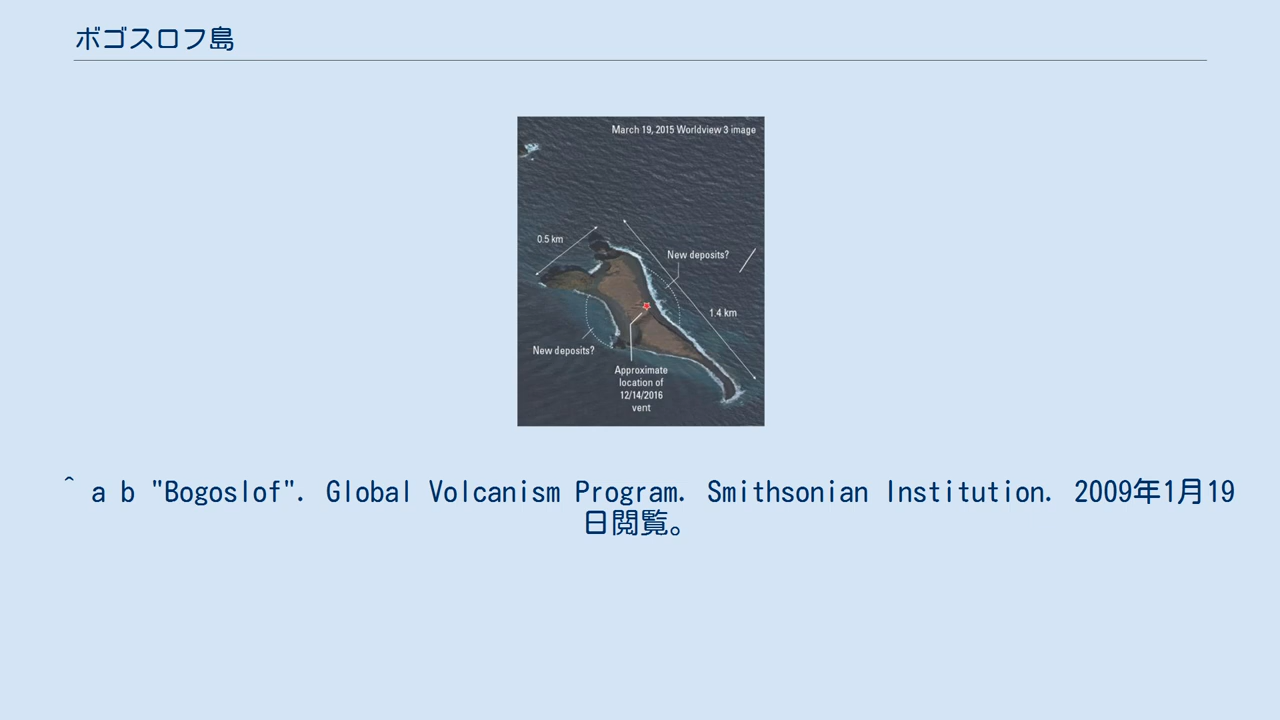 ボゴスロフ島
March 19, 2015 Worldview 3 image
0.5 km
New deposits?
1.4 km
New deposits?
Approximate
location of
12/14/2016
vent
^ a b "Bogoslof". Global Volcanism Program. Smithsonian Institution. 2009年1月19
日閲覧。